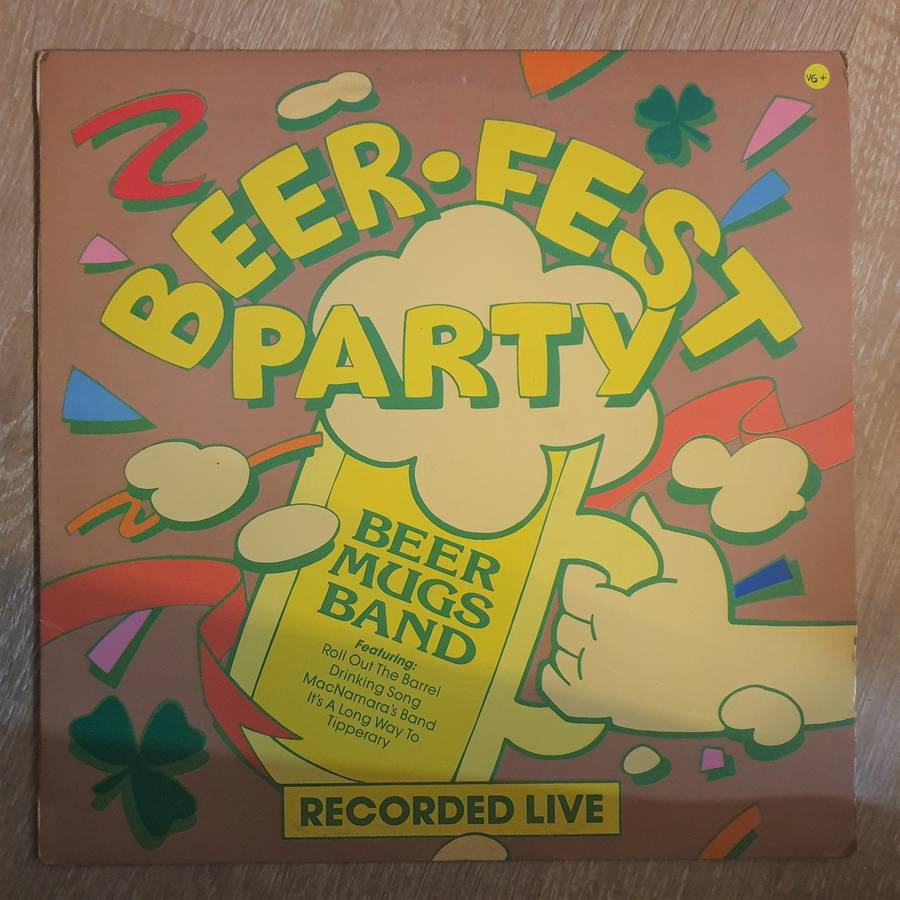 VG+
BEER·FEST
PARTY
BEER
MUGS
BAND
Featuring:
Roll Out The Barrel
Drinking Song
MacNamara's Band
It's A Long Way To
Tipperary
RECORDED LIVE